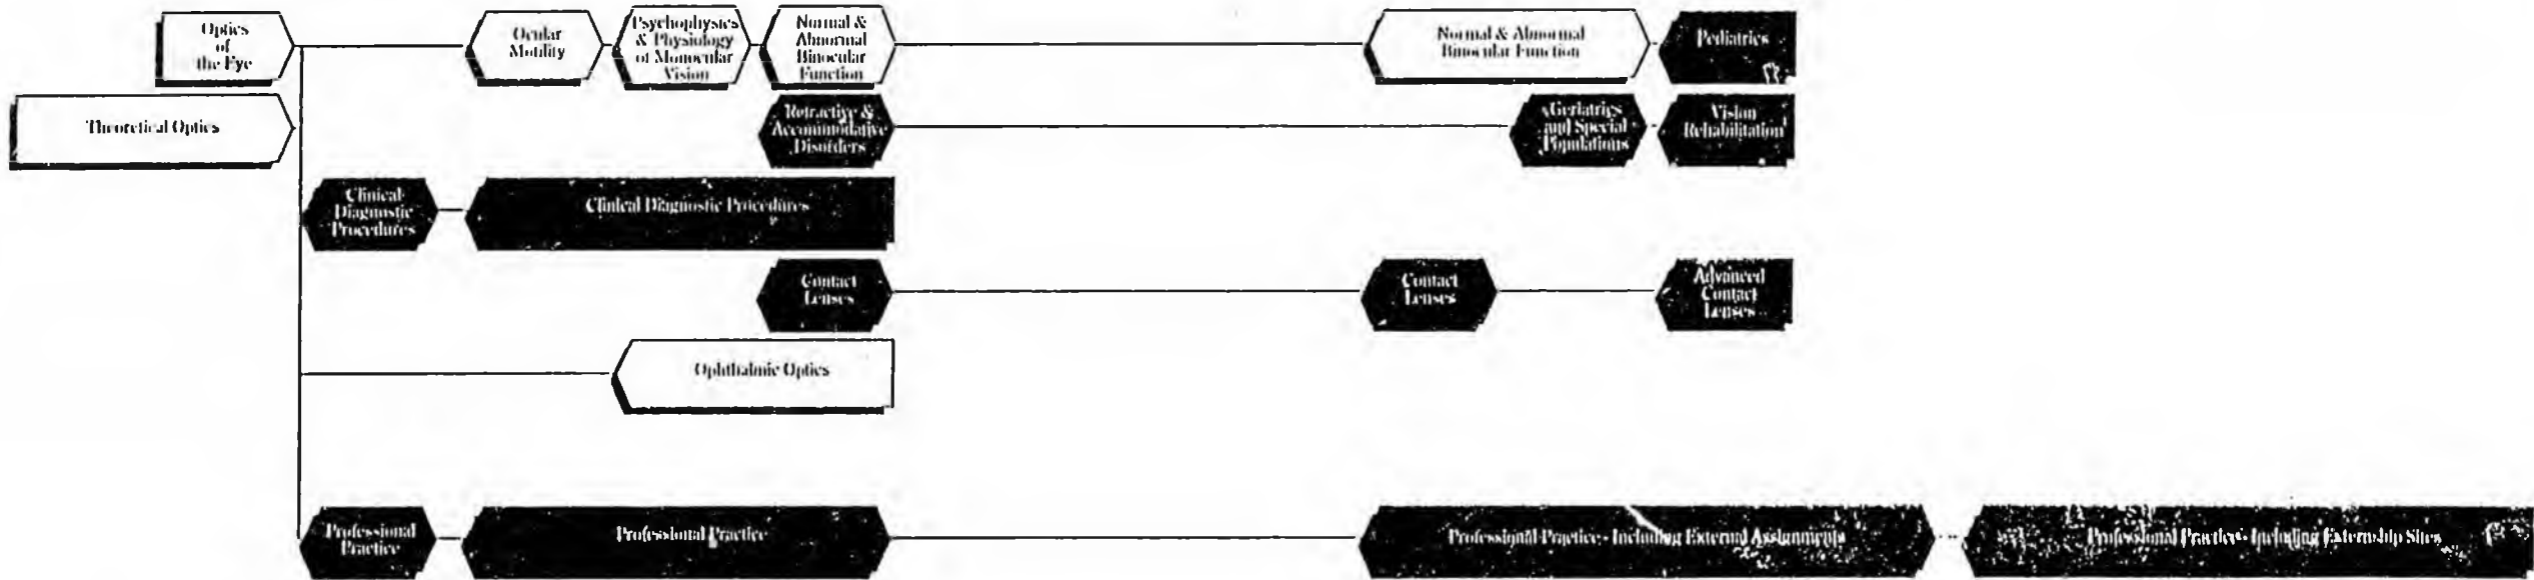 Optics
of
the Eye
Ocular
Motility
Psychophysics
& Physiology
of Monocular
Vision
Normal &
Abnormal
Binocular
Function
Normal & Abnormal
Binocular Function
Pediatrics
Theoretical Optics
Refractive &
Accommodative
Disorders
Geriatrics
and Special
Populations
Vision
Rehabilitation
Clinical
Diagnostic
Procedures
Clinical Diagnostic Procedures
Contact
Lenses
Contact
Lenses
Advanced
Contact
Lenses
Ophthalmic Optics
Professional
Practice
Professional Practice
Professional Practice - Including External Assignments
Professional Practice - Including Externship Sites